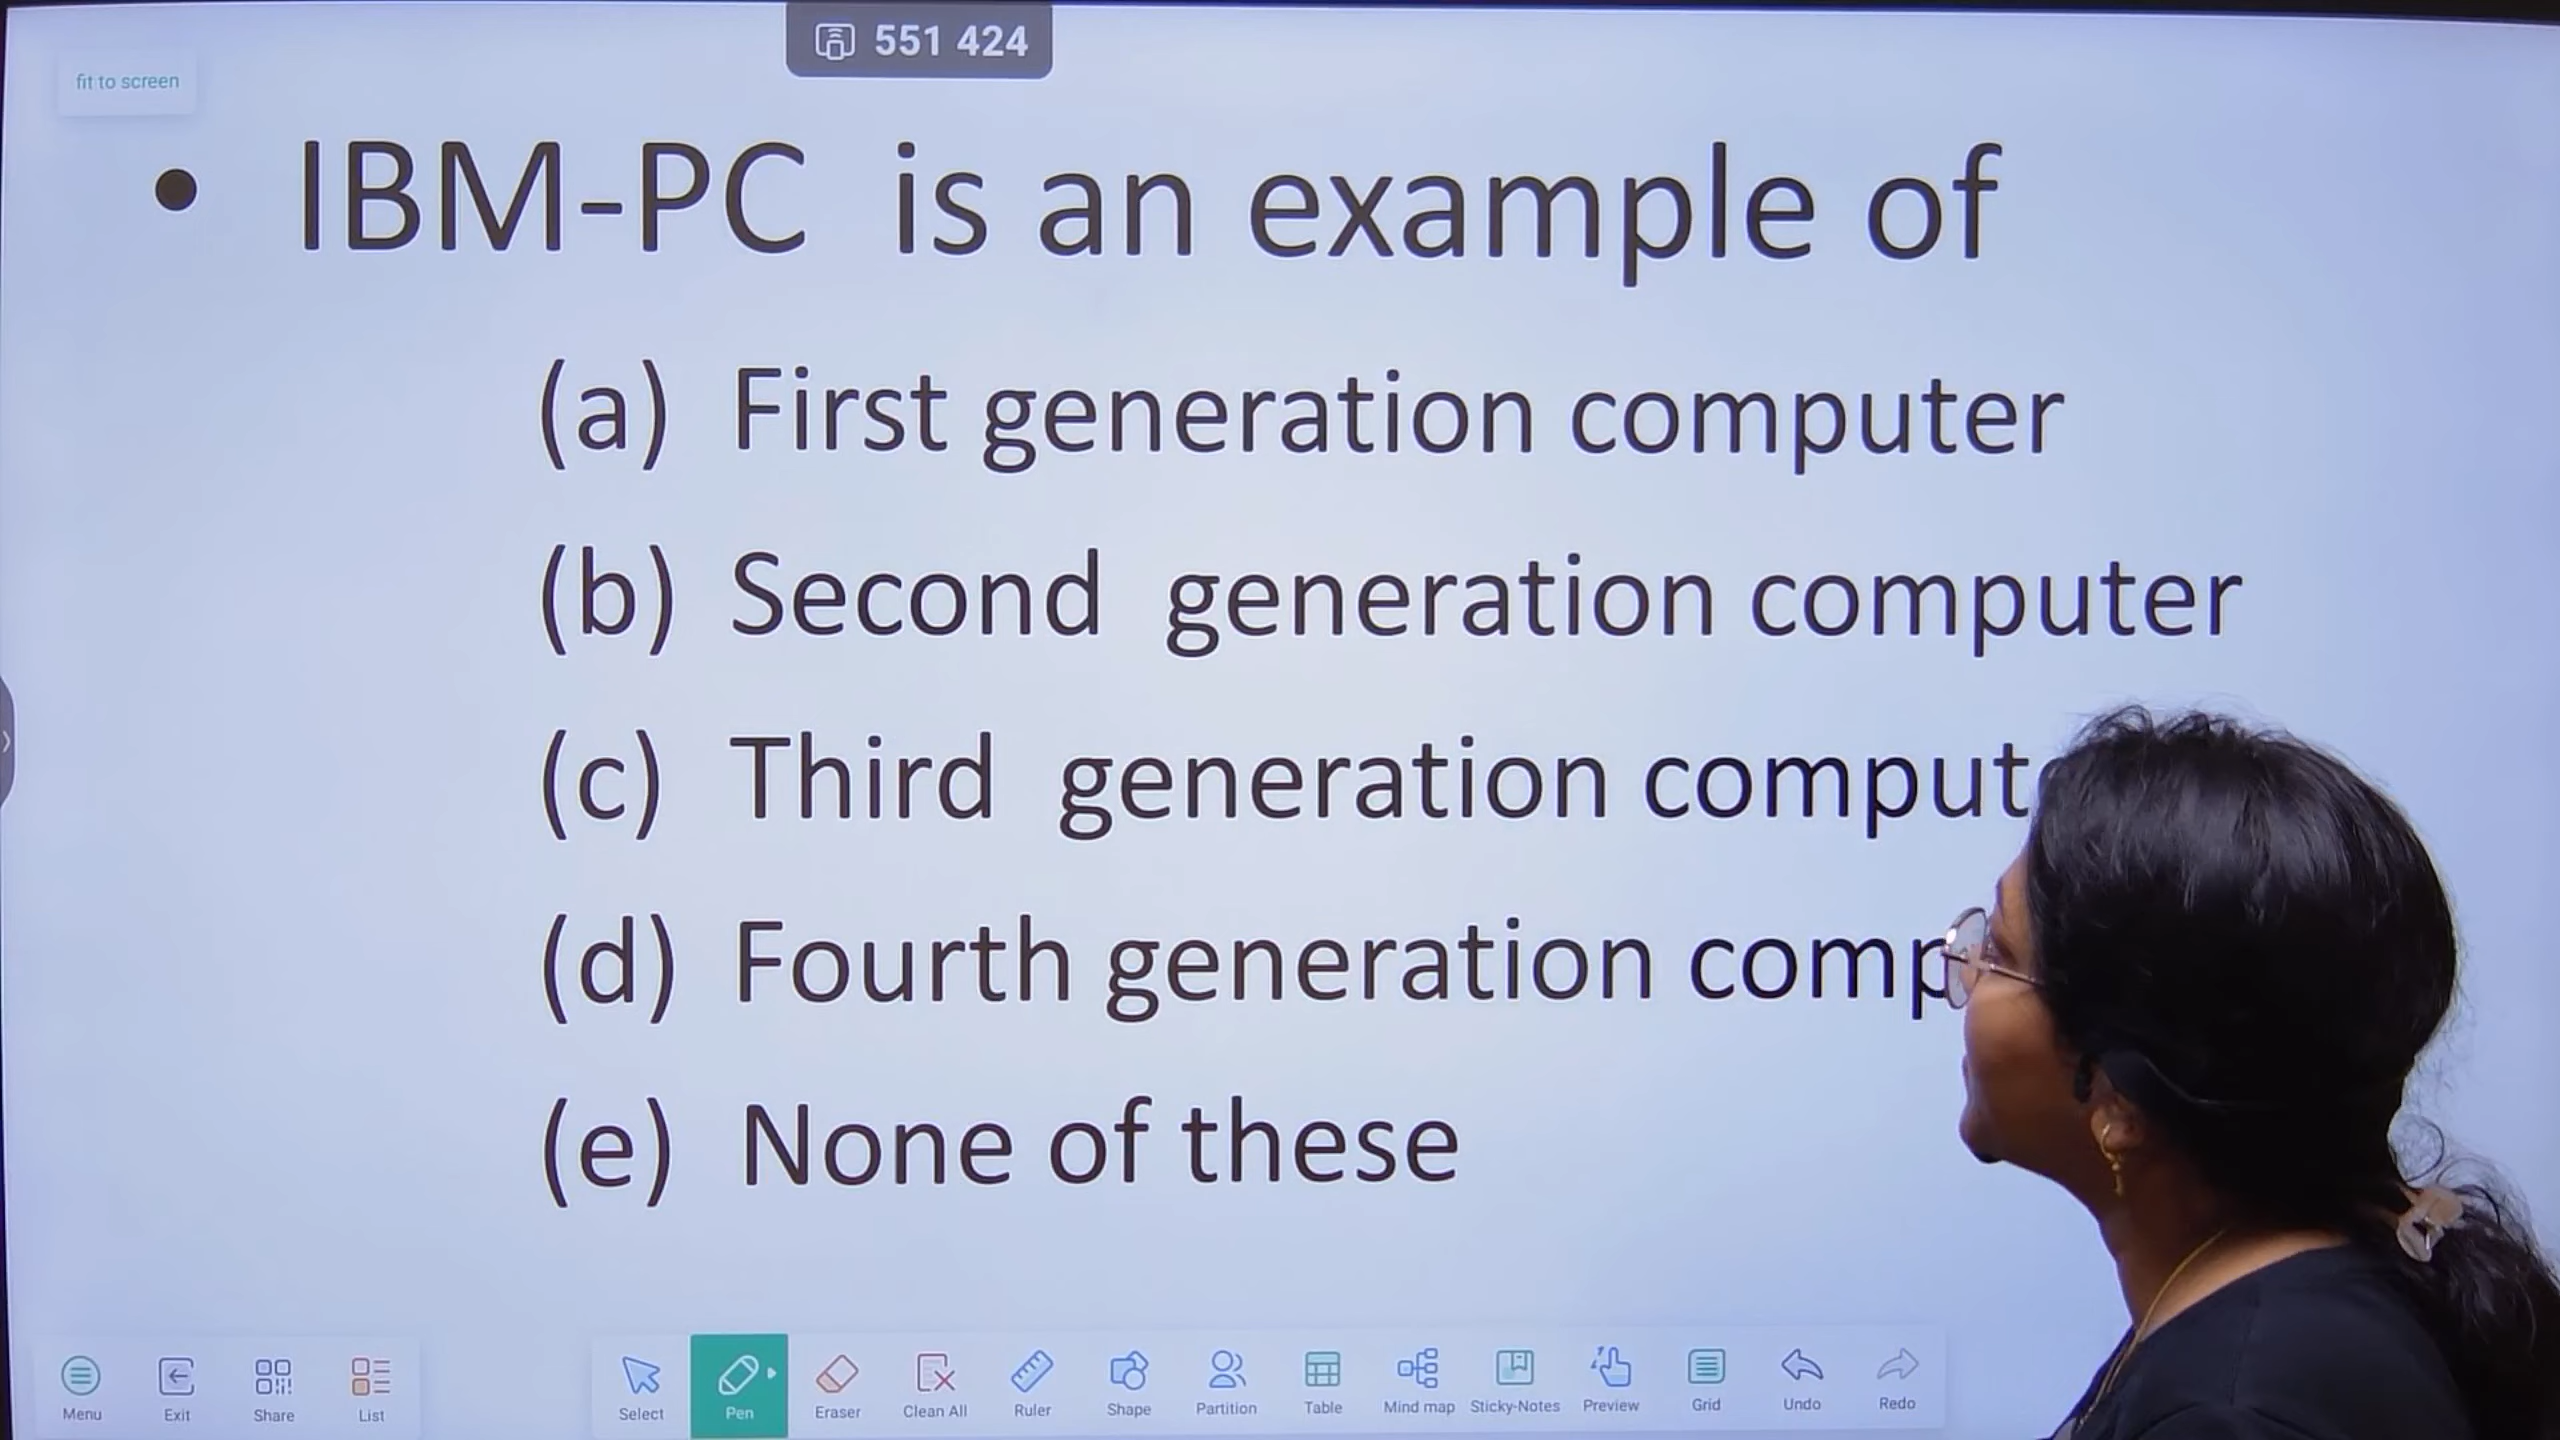 551 424
fit to screen
• IBM-PC is an example of
(a) First generation computer
(b) Second generation computer
(c) Third generation
(d) Fourth generation
(e) None of these
Menu Exit Share List Select Pen Eraser Clean All Ruler Shape Partition Table Mind map Sticky-Notes Preview Grid Undo Redo